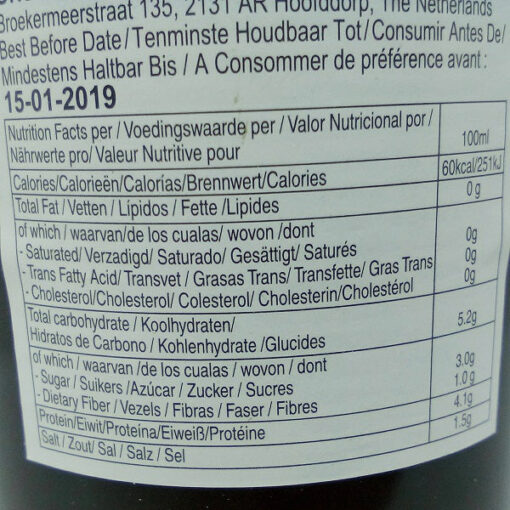 Broekermeerstraat 135, 2131 AR Hoofddorp, The Netherlands
Best Before Date / Tenminste Houdbaar Tot / Consumir Antes De/
Mindestens Haltbar Bis / A Consommer de préférence avant :
15-01-2019
Nutrition Facts per / Voedingswaarde per / Valor Nutricional por /
Nährwerte pro/ Valeur Nutritive pour 100ml
Calories/Calorieën/Calorías/Brennwert/Calories 60kcal/251kJ
Total Fat / Vetten / Lípidos / Fette /Lipides 0g
of which / waarvan/de los cualas/ wovon /dont
- Saturated/ Verzadigd/ Saturado/ Gesättigt/ Saturés 0g
- Trans Fatty Acid/ Transvet / Grasas Trans/ Transfette/ Gras Trans 0g
- Cholesterol/Cholesterol/ Colesterol/ Cholesterin/Cholestérol 0g
Total carbohydrate / Koolhydraten/
Hidratos de Carbono / Kohlenhydrate /Glucides 5.2g
of which / waarvan /de los cualas / wovon / dont
- Sugar / Suikers /Azúcar / Zucker / Sucres 3.0g
- Dietary Fiber / Vezels / Fibras / Faser / Fibres 1.0g
Protein/Eiwit/Proteína/Eiweiß/Protéine 4.1g
Salt / Zout/ Sal / Salz / Sel 1.5g